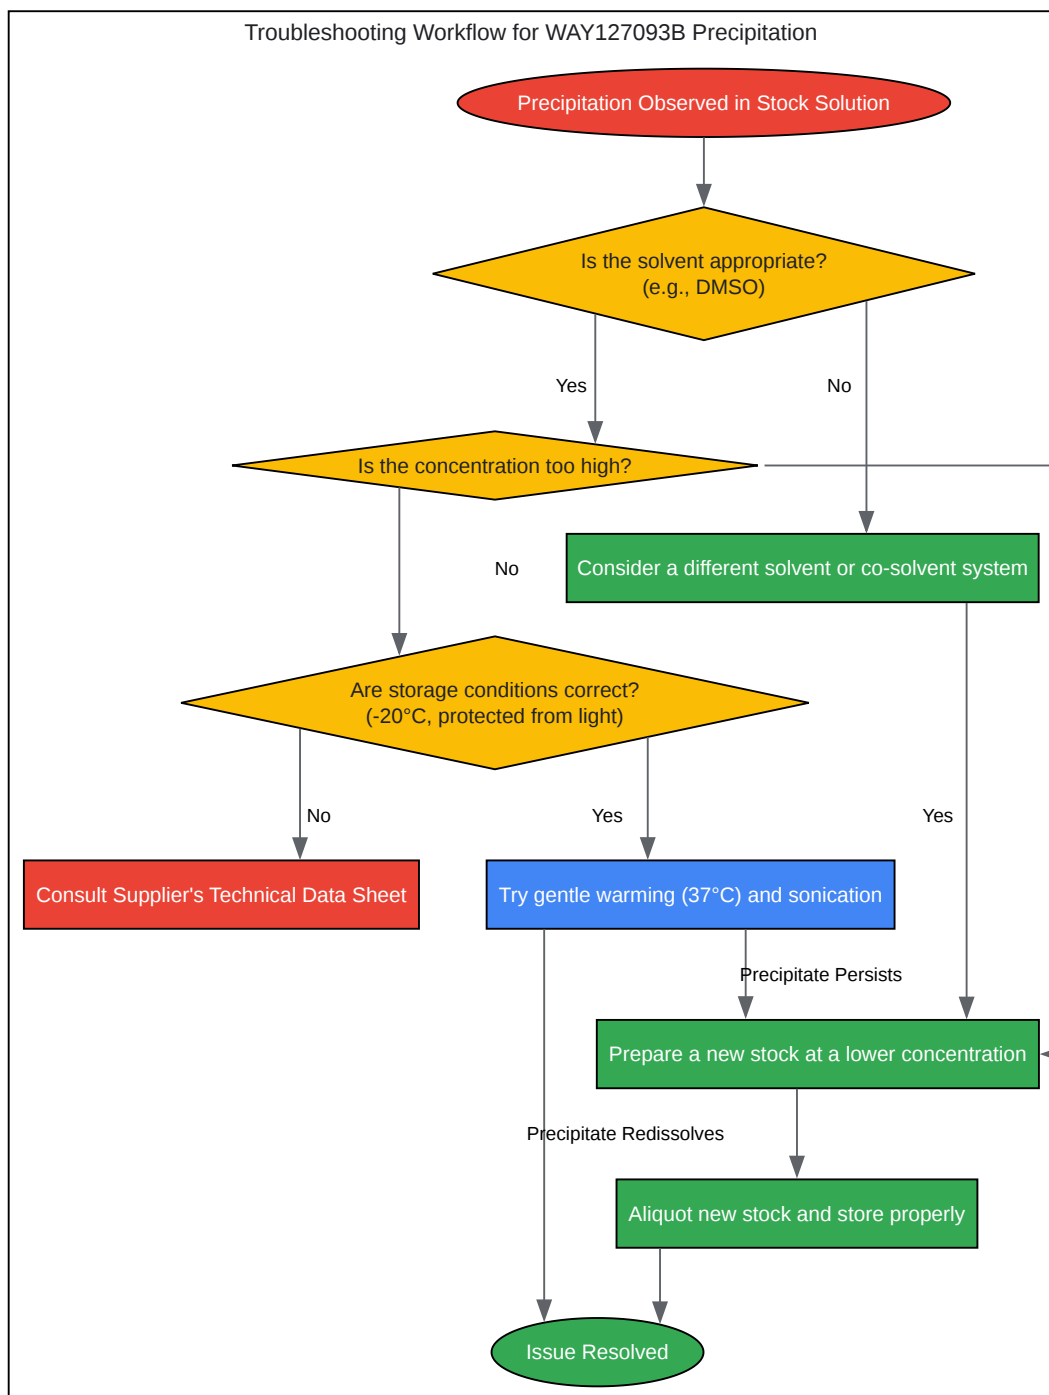 Troubleshooting Workflow for WAY127093B Precipitation
Precipitation Observed in Stock Solution
Is the solvent appropriate?
(e.g., DMSO)
Yes
No
Is the concentration too high?
No
Consider a different solvent or co-solvent system
Are storage conditions correct?
(-20°C, protected from light)
No
Yes
Yes
Consult Supplier's Technical Data Sheet
Try gentle warming (37°C) and sonication
Precipitate Persists
Prepare a new stock at a lower concentration
Precipitate Redissolves
Aliquot new stock and store properly
Issue Resolved